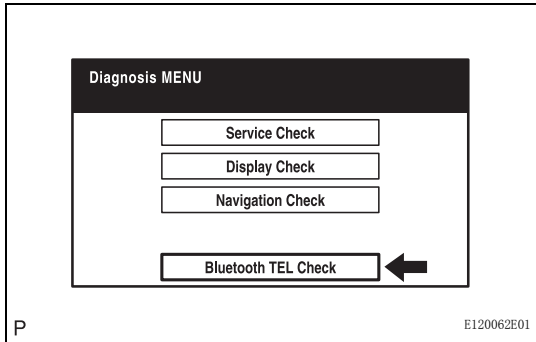 Diagnosis MENU
Service Check
Display Check
Navigation Check
Bluetooth TEL Check
P
E120062E01